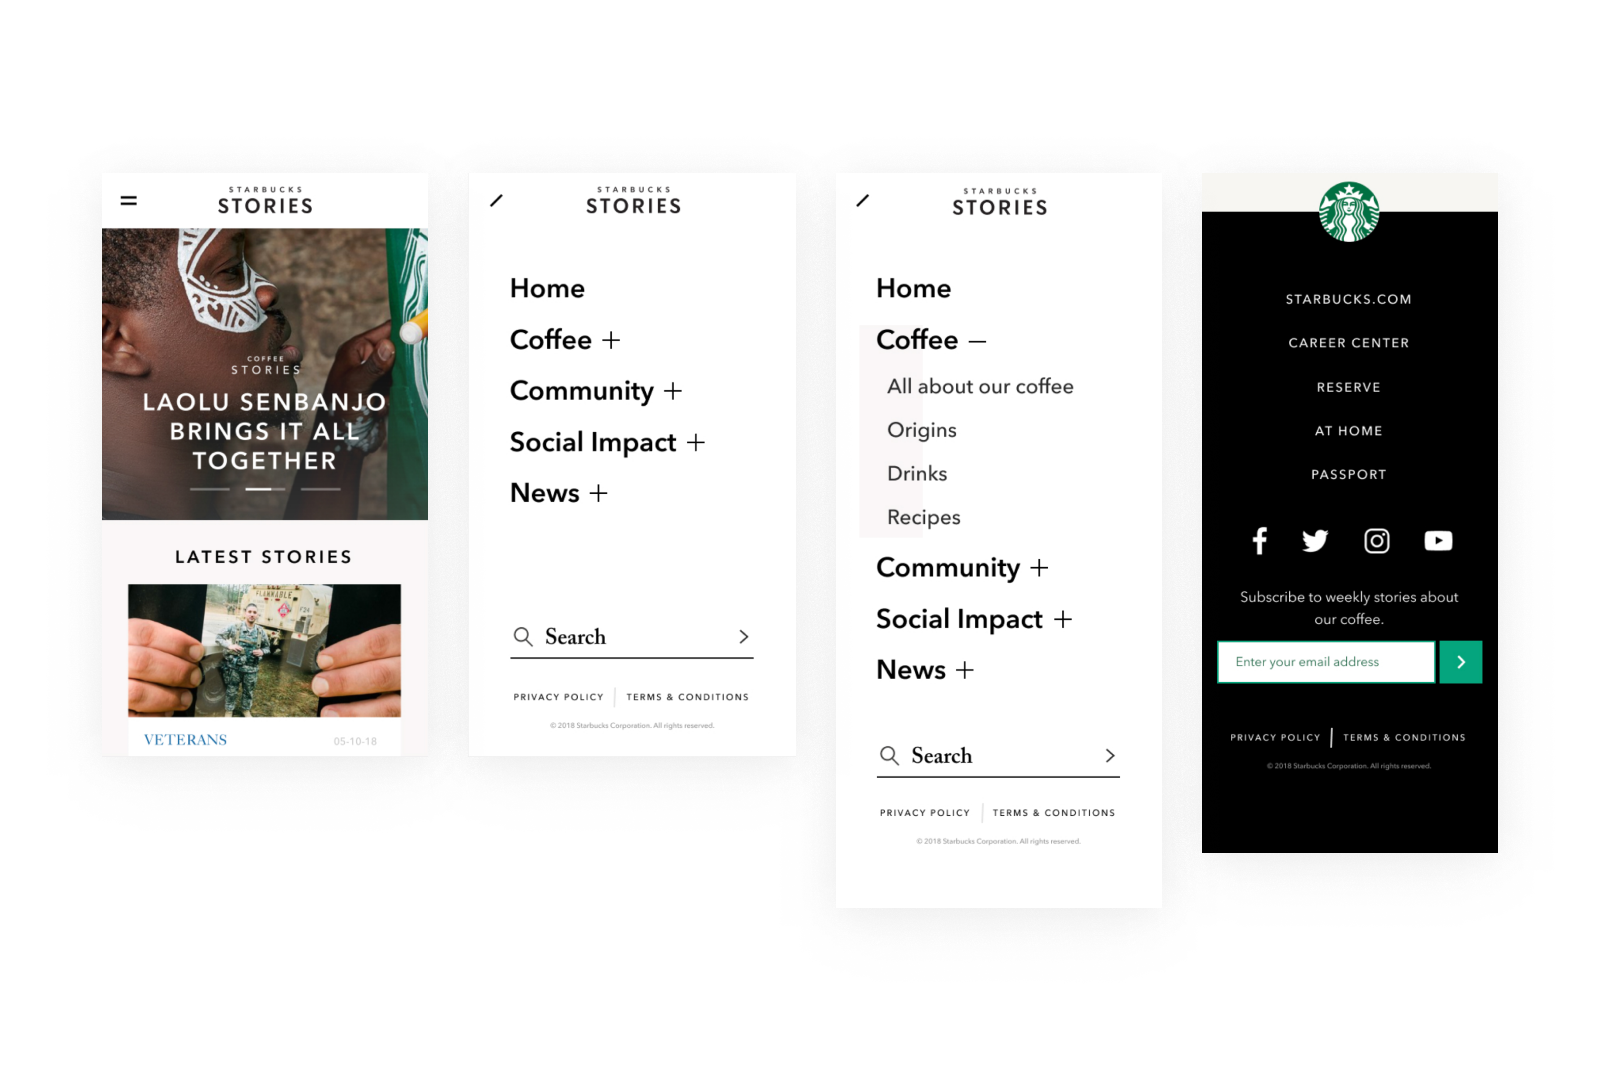 STARBUCKS
STORIES
COFFEE
STORIES
LAOLU SENBANJO
BRINGS IT ALL
TOGETHER
LATEST STORIES
FLAMMABLE
VETERANS 05-10-18
STARBUCKS
STORIES
Home
Coffee +
Community +
Social Impact +
News +
Search
PRIVACY POLICY | TERMS & CONDITIONS
© 2018 Starbucks Corporation. All rights reserved.
STARBUCKS
STORIES
Home
Coffee —
All about our coffee
Origins
Drinks
Recipes
Community +
Social Impact +
News +
Search
PRIVACY POLICY | TERMS & CONDITIONS
© 2018 Starbucks Corporation. All rights reserved.
STARBUCKS.COM
CAREER CENTER
RESERVE
AT HOME
PASSPORT
Subscribe to weekly stories about
our coffee.
Enter your email address
PRIVACY POLICY | TERMS & CONDITIONS
© 2018 Starbucks Corporation. All rights reserved.